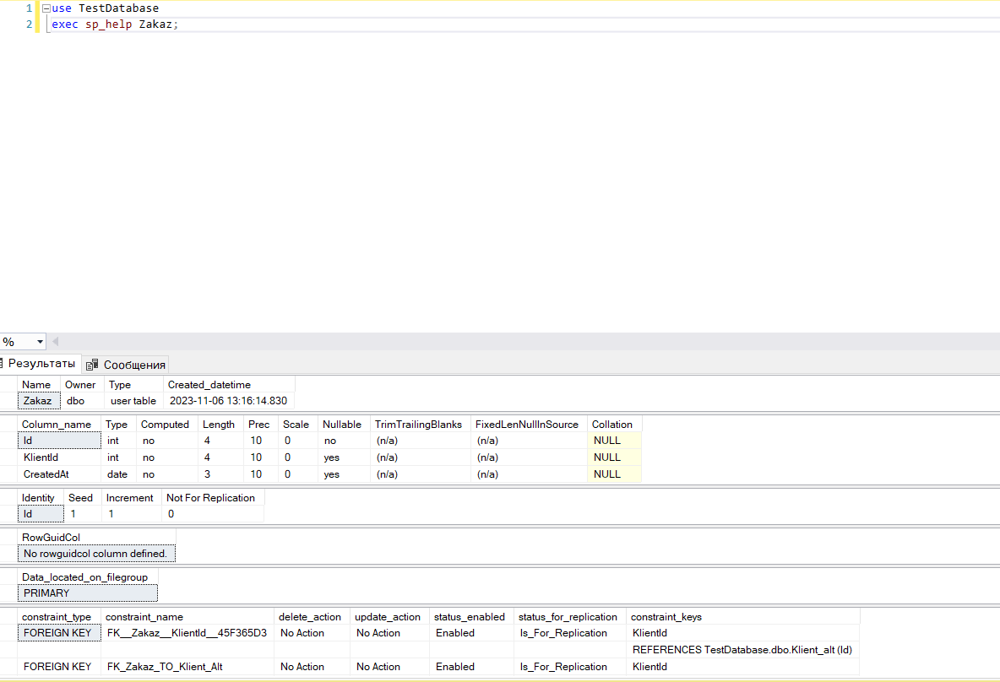 1 use TestDatabase
2 exec sp_help Zakaz;
%
Результаты Сообщения
Name Owner Type Created_datetime
Zakaz dbo user table 2023-11-06 13:16:14.830
Column_name Type Computed Length Prec Scale Nullable TrimTrailingBlanks FixedLenNullInSource Collation
Id int no 4 10 0 no (n/a) (n/a) NULL
KlientId int no 4 10 0 yes (n/a) (n/a) NULL
CreatedAt date no 3 10 0 yes (n/a) (n/a) NULL
Identity Seed Increment Not For Replication
Id 1 1 0
RowGuidCol
No rowguidcol column defined.
Data_located_on_filegroup
PRIMARY
constraint_type constraint_name delete_action update_action status_enabled status_for_replication constraint_keys
FOREIGN KEY FK__Zakaz__KlientId__45F365D3 No Action No Action Enabled Is_For_Replication KlientId
REFERENCES TestDatabase.dbo.Klient_alt (Id)
FOREIGN KEY FK_Zakaz_TO_Klient_Alt No Action No Action Enabled Is_For_Replication KlientId